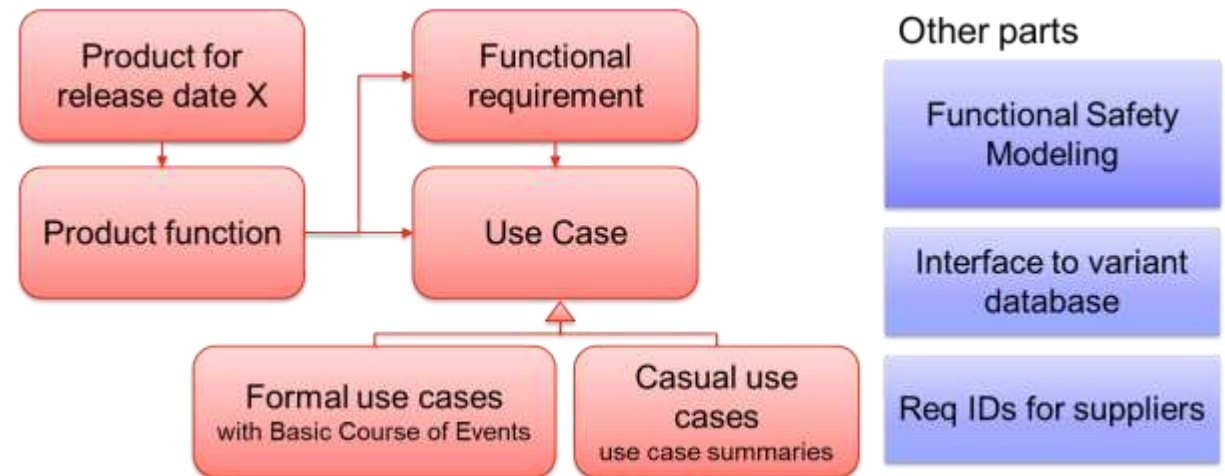 Product for
release date X
Functional
requirement
Product function
Use Case
Formal use cases
with Basic Course of Events
Casual use
cases
use case summaries
Other parts
Functional Safety
Modeling
Interface to variant
database
Req IDs for suppliers